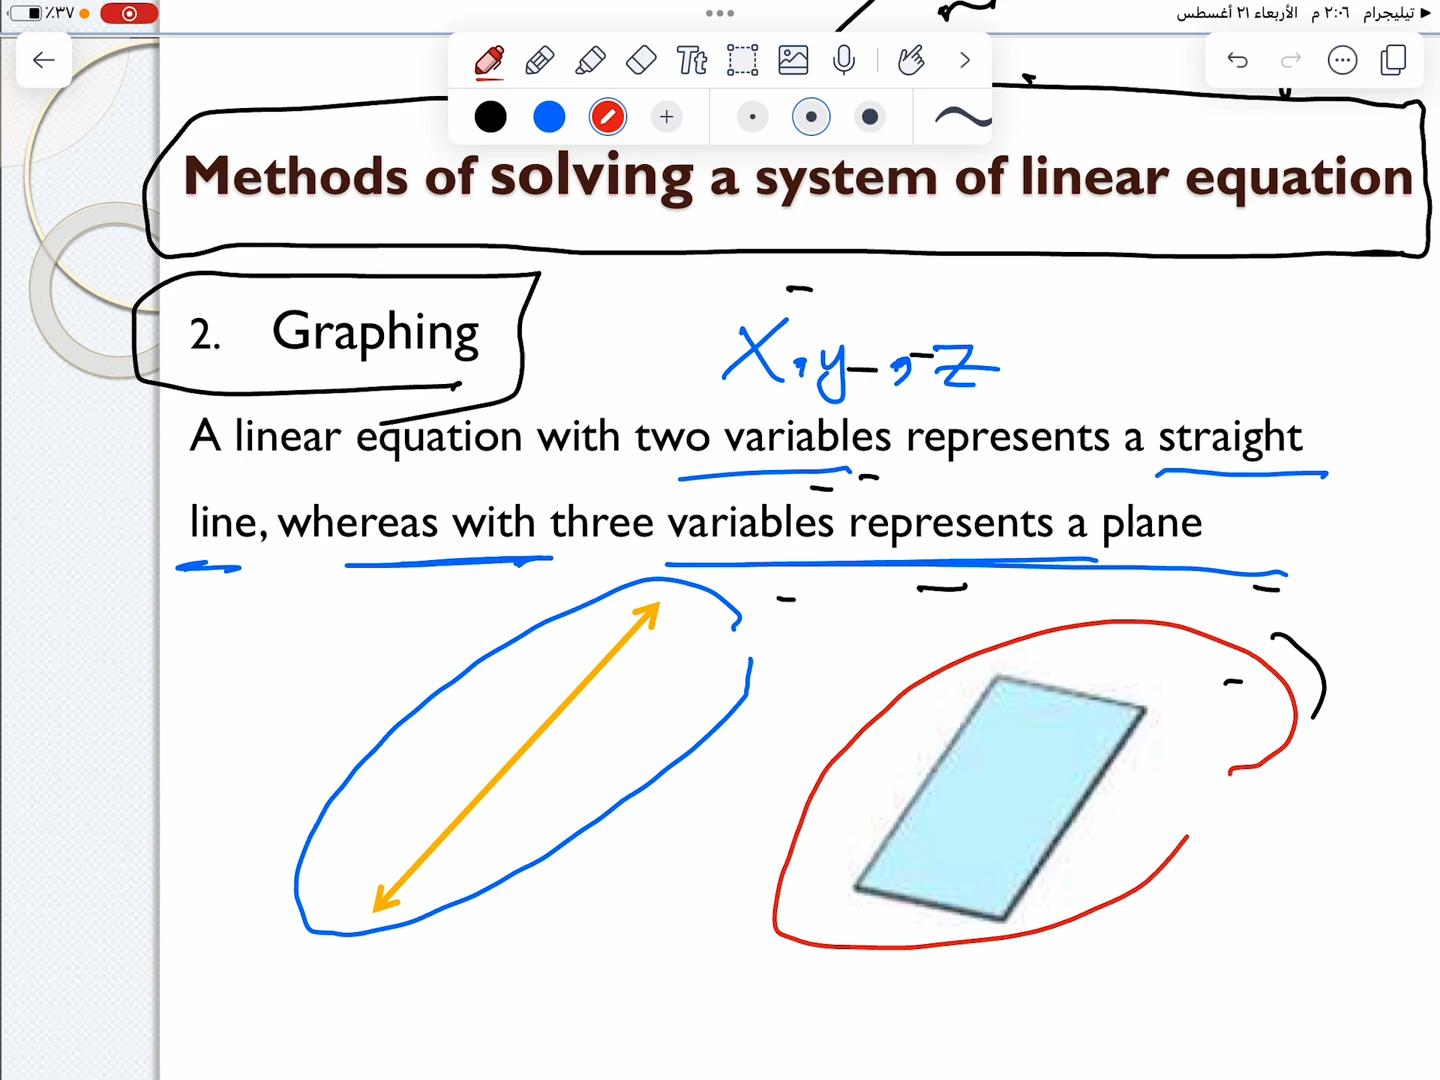 ٪٣٧
تيليجرام ٢:٠٦ م الأربعاء ٢١ أغسطس
Tt
Methods of solving a system of linear equation
2. Graphing
X, y, z
A linear equation with two variables represents a straight
line, whereas with three variables represents a plane